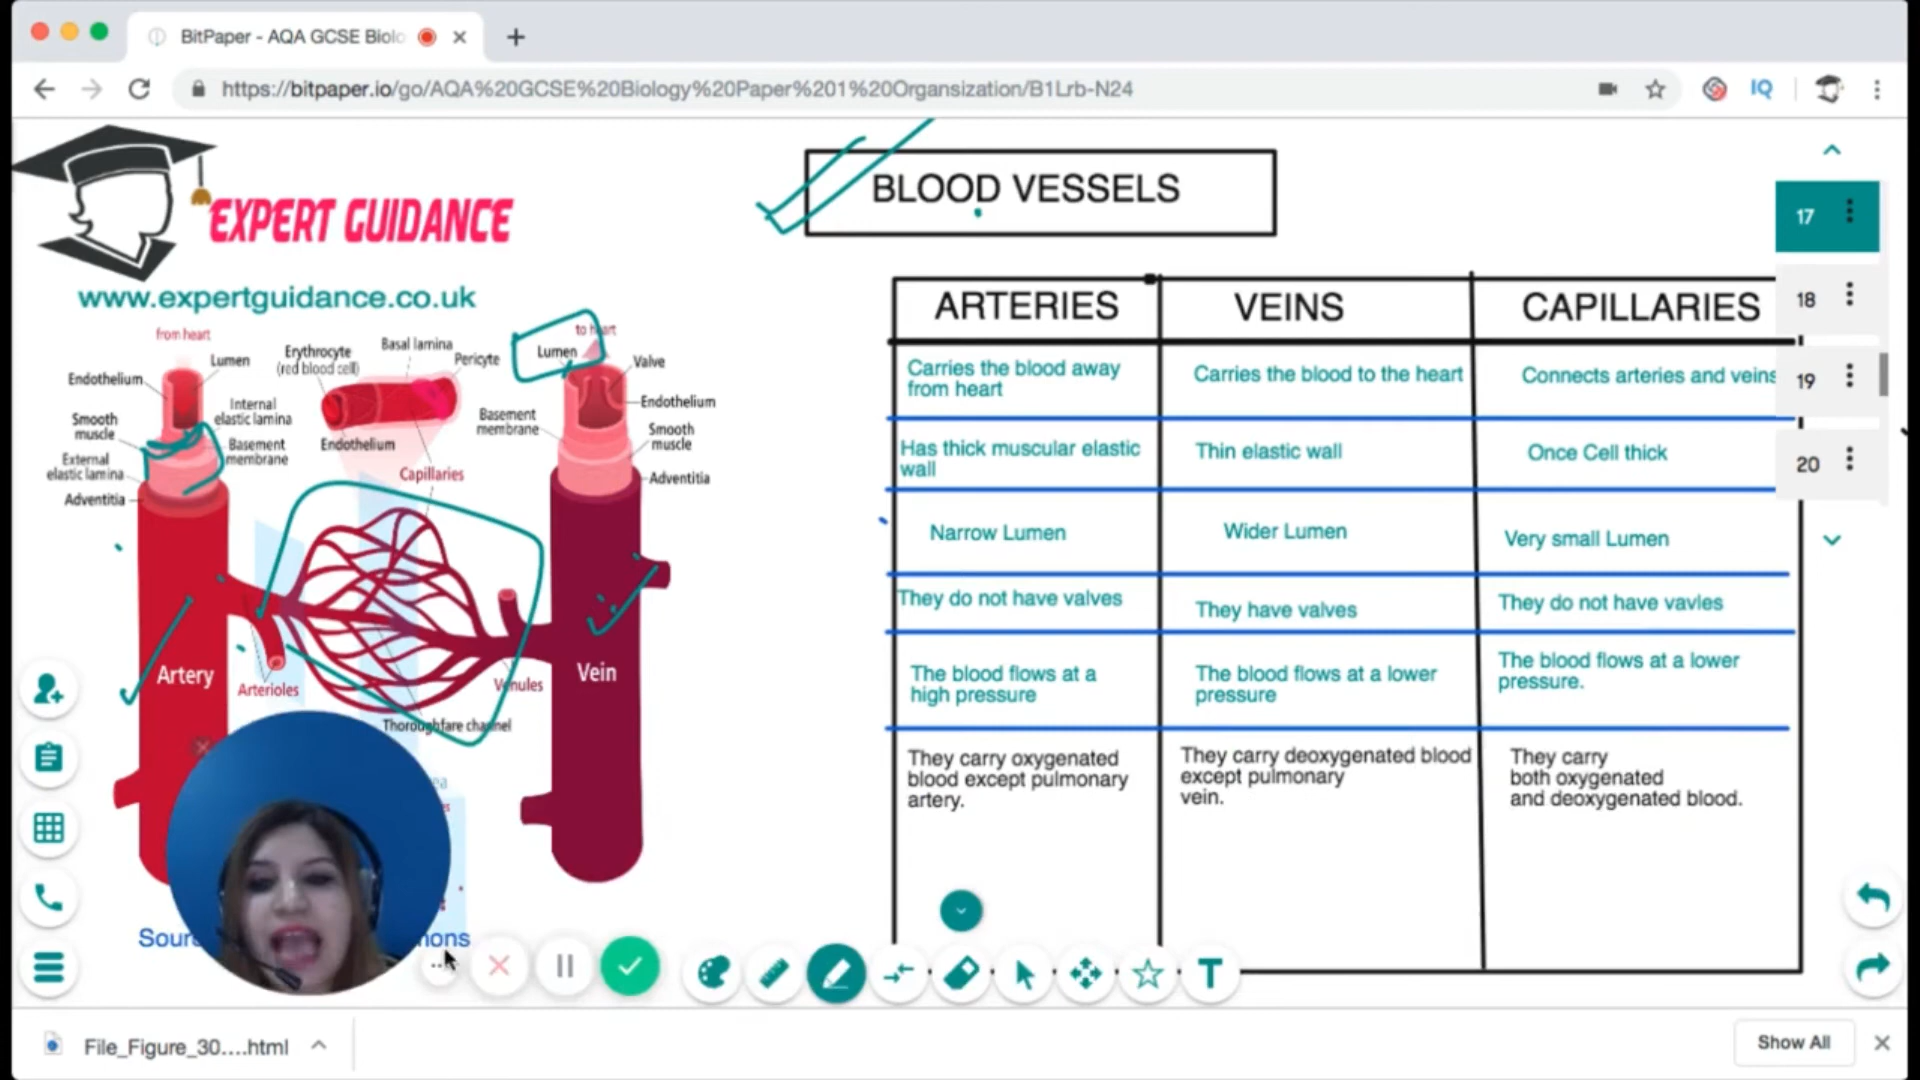 BitPaper - AQA GCSE Biolo
https://bitpaper.io/go/AQA%20GCSE%20Biology%20Paper%201%20Organsization/B1Lrb-N24
IQ
EXPERT GUIDANCE
www.expertguidance.co.uk
BLOOD VESSELS
17
18
19
20
from heart
Lumen
Endothelium
Smooth
muscle
External
elastic lamina
Adventitia
Internal
elastic lamina
Basement
membrane
Erythrocyte
(red blood cell)
Basal lamina
Pericyte
Endothelium
Capillaries
to heart
Lumen
Valve
Basement
membrane
Endothelium
Smooth
muscle
Adventitia
Artery
Arterioles
Venules
Thoroughfare channel
Vein
ARTERIES
VEINS
CAPILLARIES
Carries the blood away
from heart
Carries the blood to the heart
Connects arteries and veins
Has thick muscular elastic
wall
Thin elastic wall
Once Cell thick
Narrow Lumen
Wider Lumen
Very small Lumen
They do not have valves
They have valves
They do not have vavles
The blood flows at a
high pressure
The blood flows at a lower
pressure
The blood flows at a lower
pressure.
They carry oxygenated
blood except pulmonary
artery.
They carry deoxygenated blood
except pulmonary
vein.
They carry
both oxygenated
and deoxygenated blood.
T
File_Figure_30....html
Show All